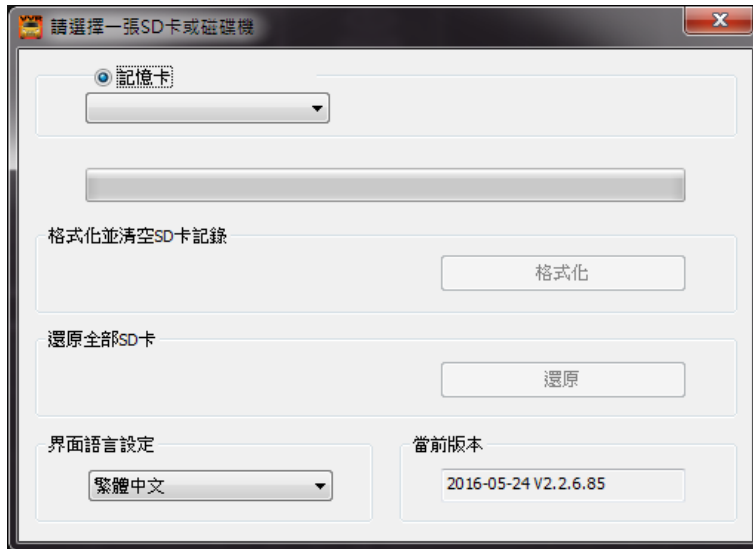 請選擇一張SD卡或磁碟機
記憶卡
格式化並清空SD卡記錄
格式化
還原全部SD卡
還原
界面語言設定
繁體中文
當前版本
2016-05-24 V2.2.6.85